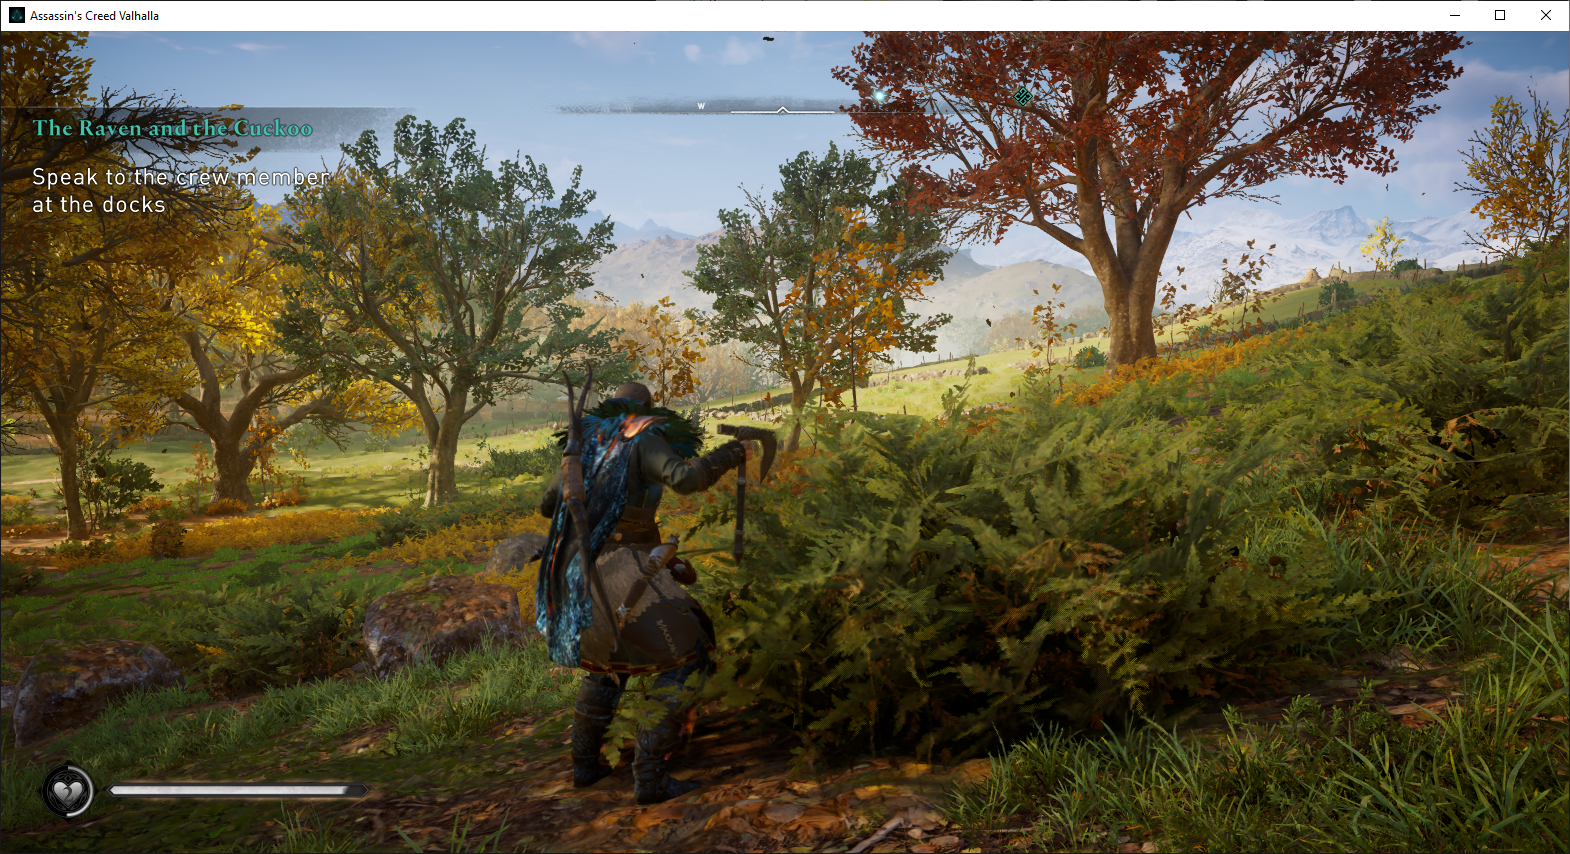 Assassin's Creed Valhalla
W
The Raven and the Cuckoo
Speak to the crew member
at the docks